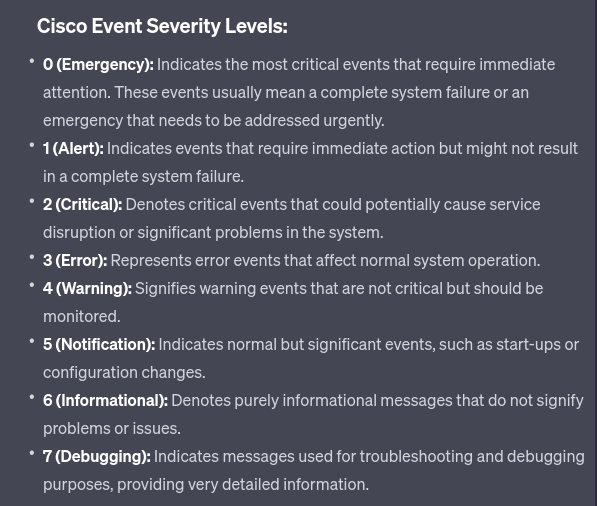 Cisco Event Severity Levels:
• 0 (Emergency): Indicates the most critical events that require immediate
attention. These events usually mean a complete system failure or an
emergency that needs to be addressed urgently.
• 1 (Alert): Indicates events that require immediate action but might not result
in a complete system failure.
• 2 (Critical): Denotes critical events that could potentially cause service
disruption or significant problems in the system.
• 3 (Error): Represents error events that affect normal system operation.
• 4 (Warning): Signifies warning events that are not critical but should be
monitored.
• 5 (Notification): Indicates normal but significant events, such as start-ups or
configuration changes.
• 6 (Informational): Denotes purely informational messages that do not signify
problems or issues.
• 7 (Debugging): Indicates messages used for troubleshooting and debugging
purposes, providing very detailed information.